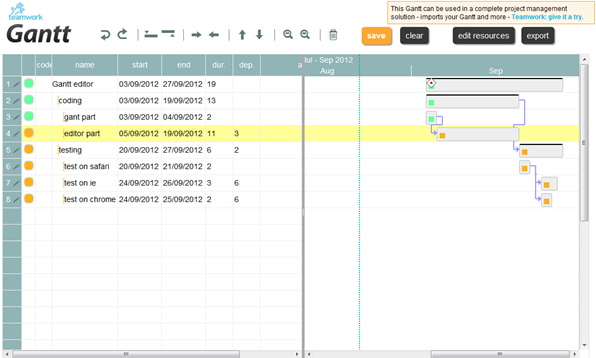 teamwork
Gantt
This Gantt can be used in a complete project management
solution - imports your Gantt and more - Teamwork: give it a try.
save
clear
edit resources
export
code name start end dur. dep. a
Jul - Sep 2012
Aug Sep
1 Gantt editor 03/09/2012 27/09/2012 19
2 coding 03/09/2012 19/09/2012 13
3 gant part 03/09/2012 04/09/2012 2
4 editor part 05/09/2012 19/09/2012 11 3
5 testing 20/09/2012 27/09/2012 6 2
6 test on safari 20/09/2012 21/09/2012 2
7 test on ie 24/09/2012 26/09/2012 3 6
8 test on chrome 24/09/2012 25/09/2012 2 6